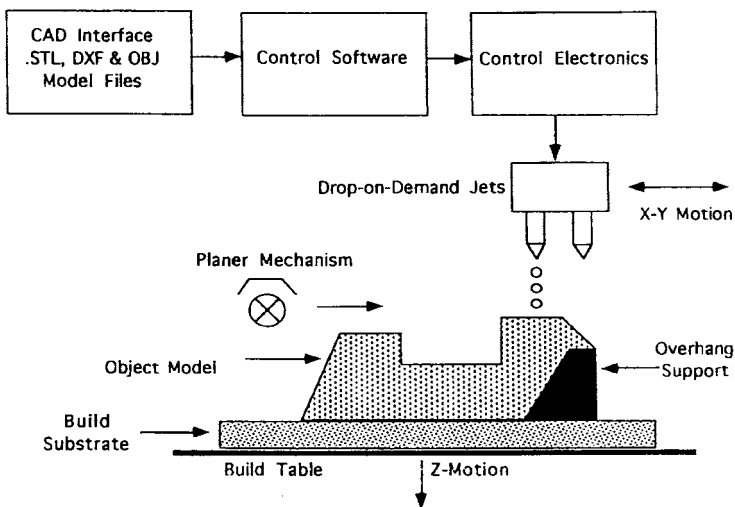 CAD Interface
.STL, DXF & OBJ
Model Files
Control Software
Control Electronics
Drop-on-Demand Jets
X-Y Motion
Planer Mechanism
Object Model
Overhang
Support
Build
Substrate
Build Table
Z-Motion